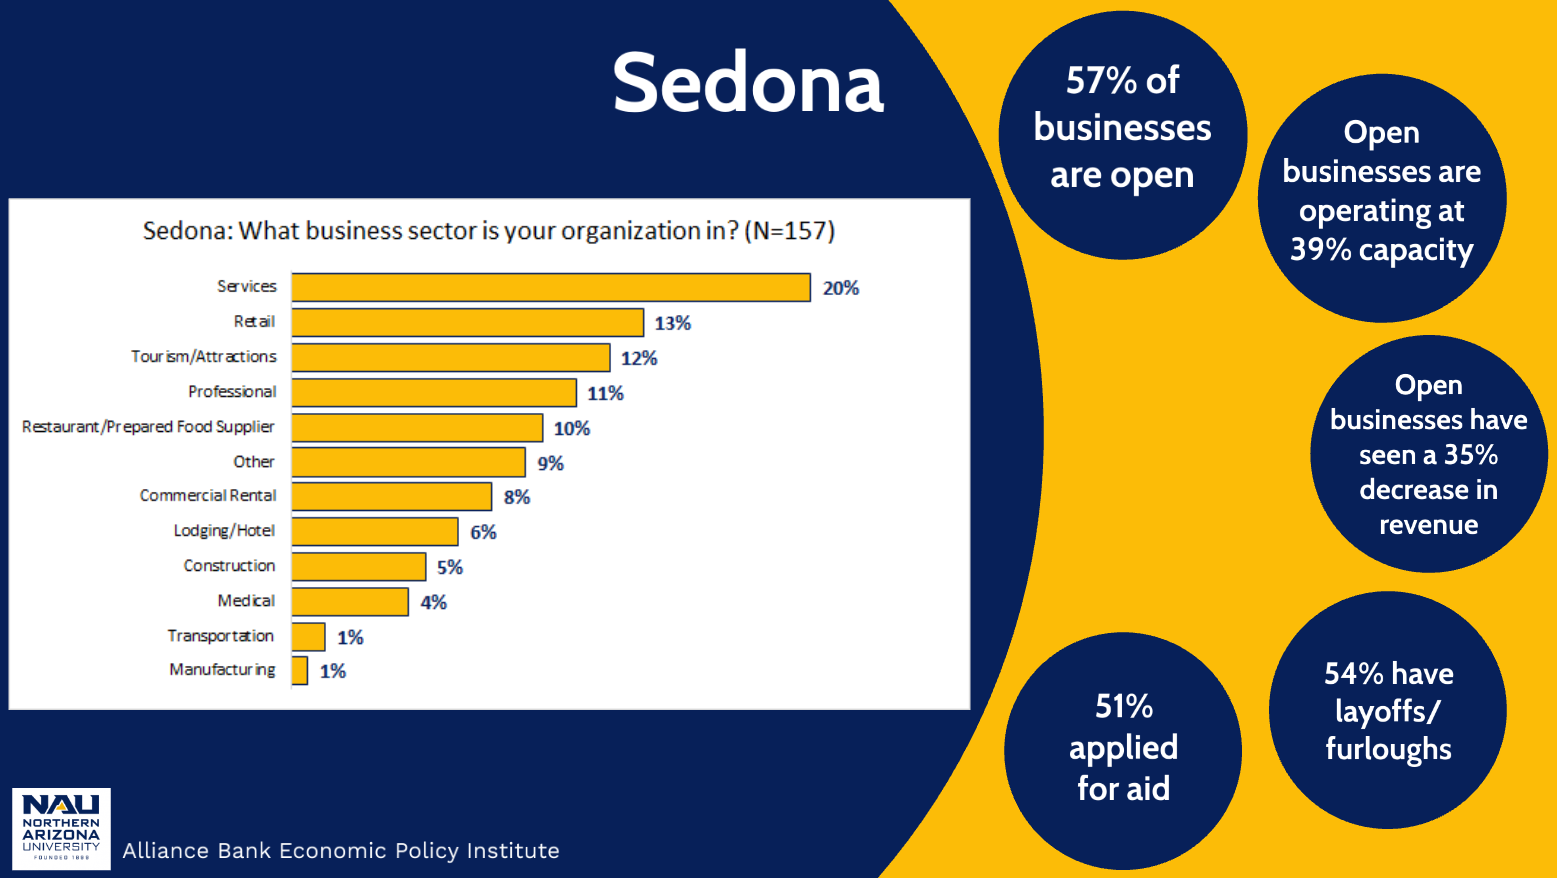 Sedona
Sedona: What business sector is your organization in? (N=157)
Services 20%
Retail 13%
Tourism/Attractions 12%
Professional 11%
Restaurant/Prepared Food Supplier 10%
Other 9%
Commercial Rental 8%
Lodging/Hotel 6%
Construction 5%
Medical 4%
Transportation 1%
Manufacturing 1%
57% of
businesses
are open
Open
businesses are
operating at
39% capacity
Open
businesses have
seen a 35%
decrease in
revenue
54% have
layoffs/
furloughs
51%
applied
for aid
NAU
NORTHERN
ARIZONA
UNIVERSITY
FOUNDED 1899
Alliance Bank Economic Policy Institute